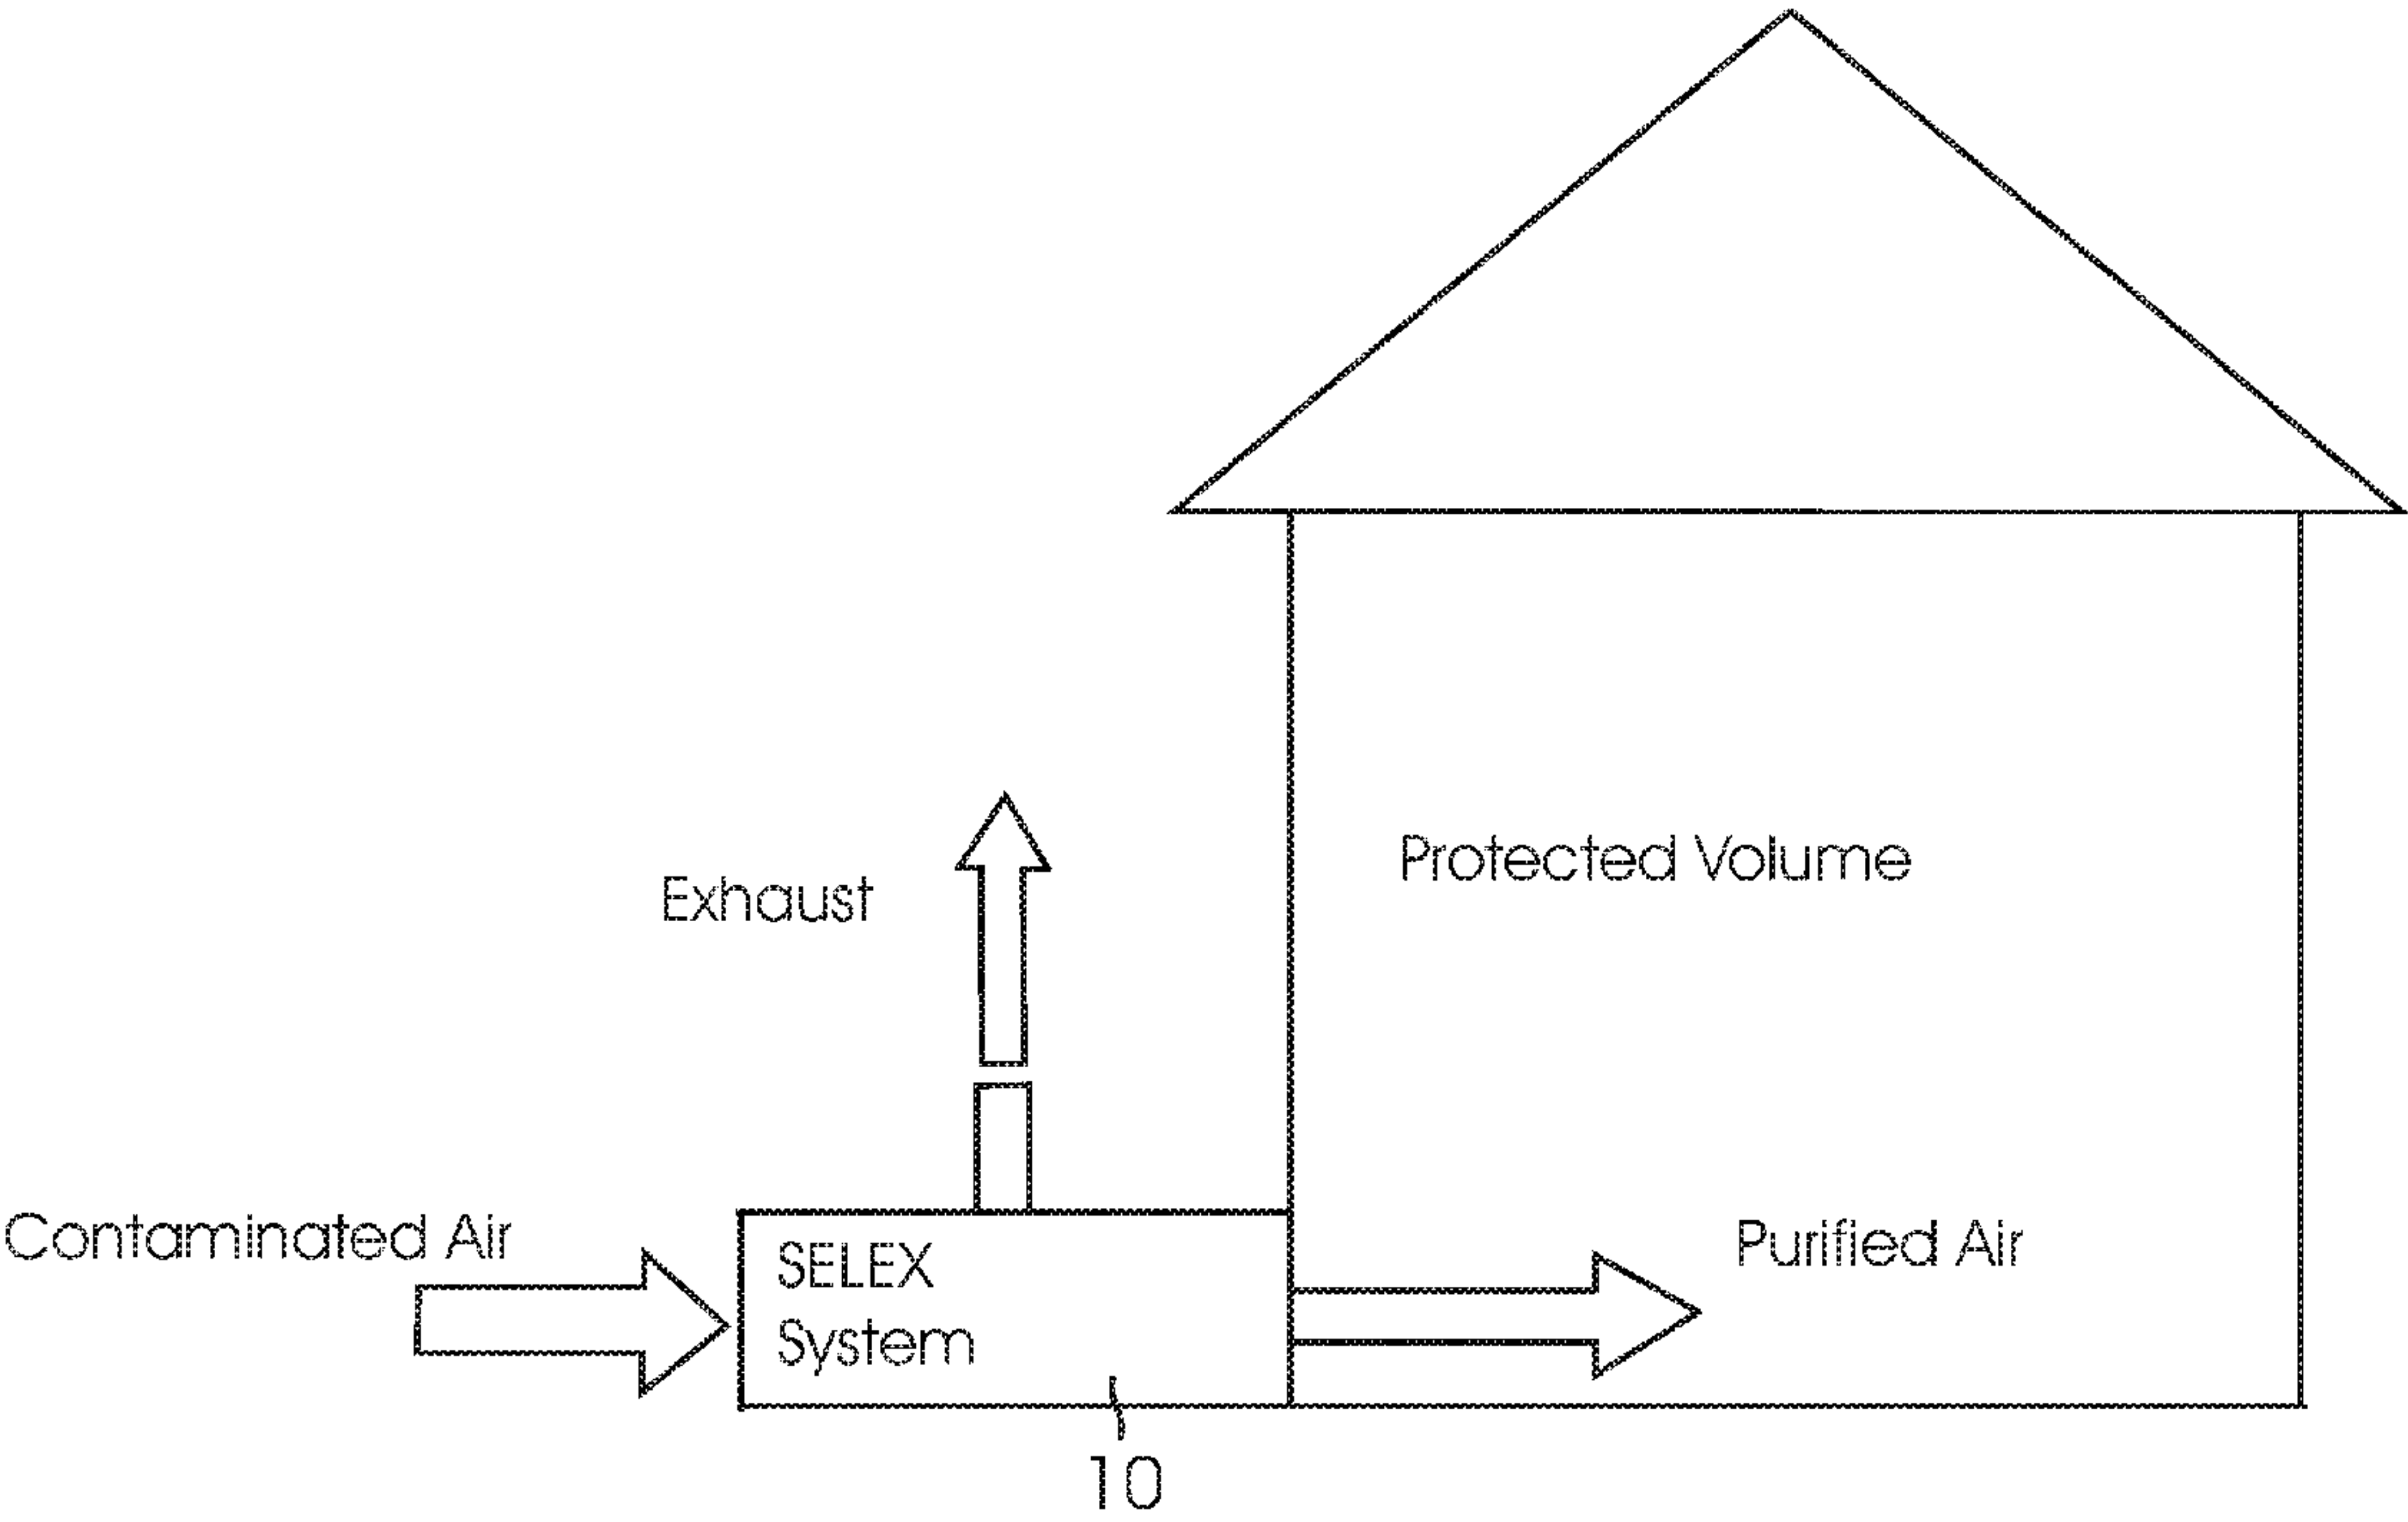 Protected Volume
Exhaust
Contaminated Air
Purified Air
SELEX
System
10